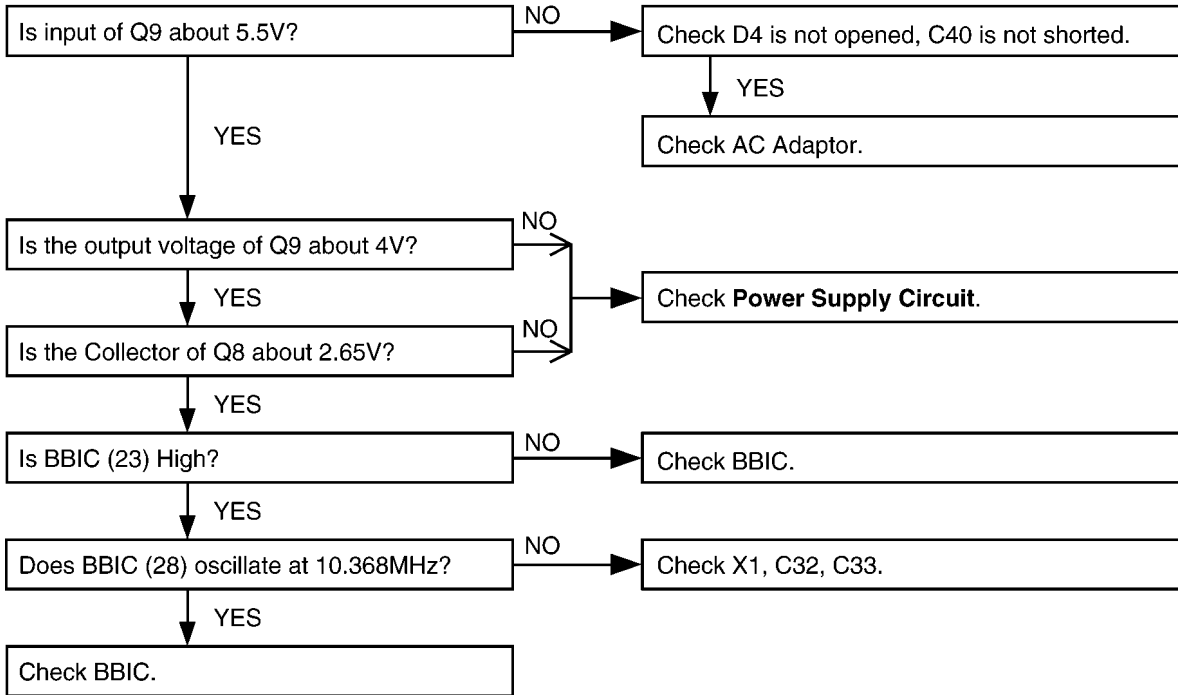 Is input of Q9 about 5.5V?
NO
Check D4 is not opened, C40 is not shorted.
YES
Check AC Adaptor.
YES
Is the output voltage of Q9 about 4V?
NO
YES
Check Power Supply Circuit.
Is the Collector of Q8 about 2.65V?
NO
YES
Is BBIC (23) High?
NO
Check BBIC.
YES
Does BBIC (28) oscillate at 10.368MHz?
NO
Check X1, C32, C33.
YES
Check BBIC.